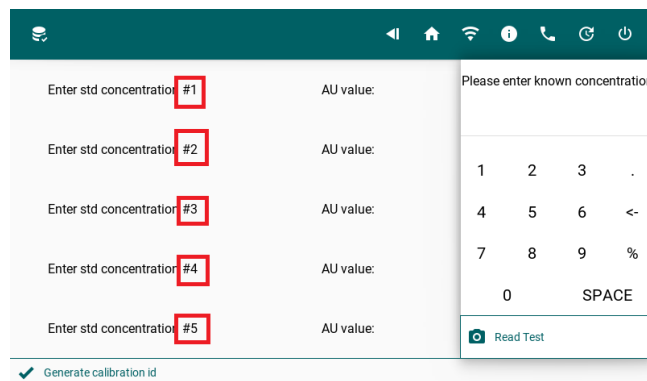 Enter std concentration #1 AU value:
Enter std concentration #2 AU value:
Enter std concentration #3 AU value:
Enter std concentration #4 AU value:
Enter std concentration #5 AU value:
Generate calibration id
Please enter known concentration
1 2 3 .
4 5 6 <-
7 8 9 %
0 SPACE
Read Test